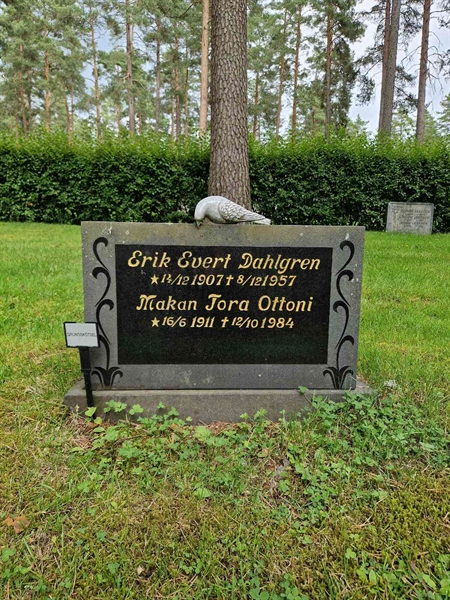 Erik Evert Dahlgren
★14/12 1907 ✝ 8/12 1957
Makan Tora Ottoni
★16/6 1911 ✝ 12/10 1984